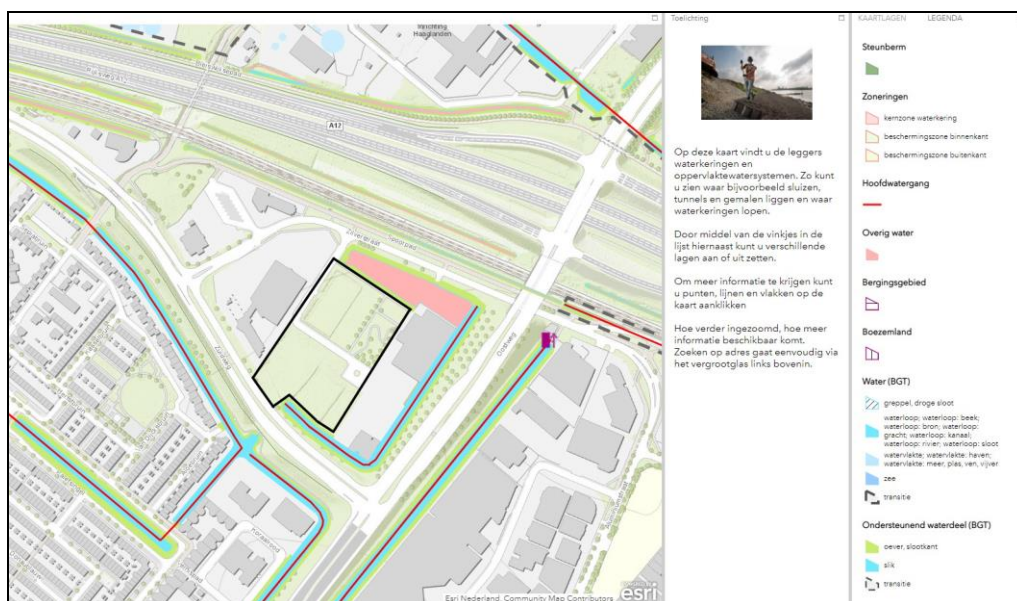 Inrichting
Haaglanden
A12
Zilverstraat
Spoorpad
Zuidweg
Oostweg
Toelichting
Op deze kaart vindt u de leggers
waterkeringen en
oppervlaktewatersystemen. Zo kunt
u zien waar bijvoorbeeld sluizen,
tunnels en gemalen liggen en waar
waterkeringen lopen.
Door middel van de vinkjes in de
lijst hiernaast kunt u verschillende
lagen aan of uit zetten.
Om meer informatie te krijgen kunt
u punten, lijnen en vlakken op de
kaart aanklikken
Hoe verder ingezoomd, hoe meer
informatie beschikbaar komt.
Zoeken op adres gaat eenvoudig via
het vergrootglas links bovenin.
Esri Nederland, Community Map Contributors
esri
KAARTLAGEN LEGENDA
Steunberm
Zoneringen
kernzone waterkering
beschermingszone binnenkant
beschermingszone buitenkant
Hoofdwatergang
Overig water
Bergingsgebied
Boezemland
Water (BGT)
greppel, droge sloot
waterloop; waterloop: beek;
waterloop: bron; waterloop:
gracht; waterloop: kanaal;
waterloop: rivier; waterloop: sloot
watervlakte; watervlakte: haven;
watervlakte: meer, plas, ven, vijver
zee
transitie
Ondersteunend waterdeel (BGT)
oever, slootkant
slik
transitie